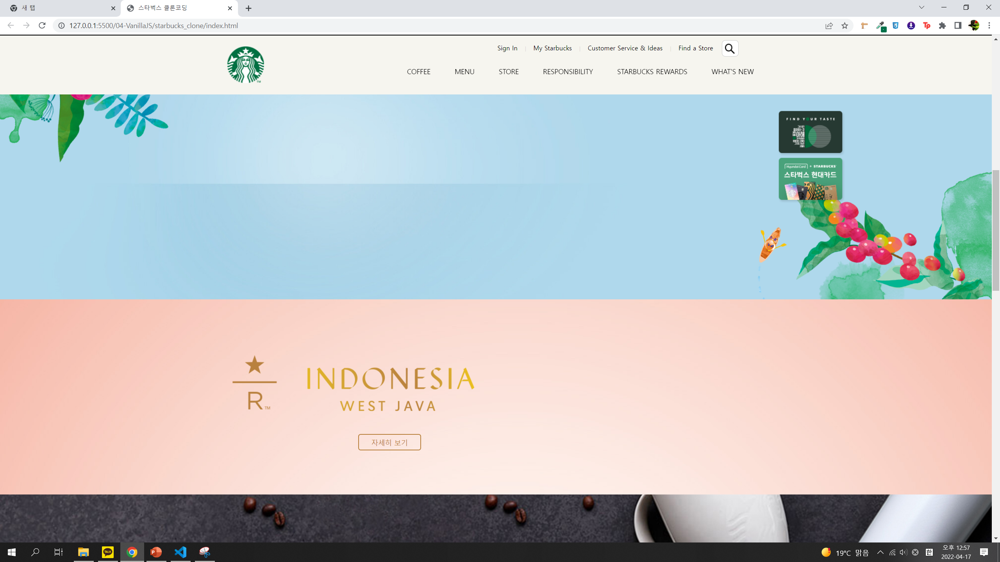 새 탭
스타벅스 클론코딩
127.0.0.1:5500/04-VanillaJS/starbucks_clone/index.html
Sign In
My Starbucks
Customer Service & Ideas
Find a Store
COFFEE
MENU
STORE
RESPONSIBILITY
STARBUCKS REWARDS
WHAT'S NEW
FIND YOUR TASTE
Hyundai Card + STARBUCKS
스타벅스 현대카드
INDONESIA
R TM
WEST JAVA
자세히 보기
19°C 맑음
한
오후 12:57
2022-04-17